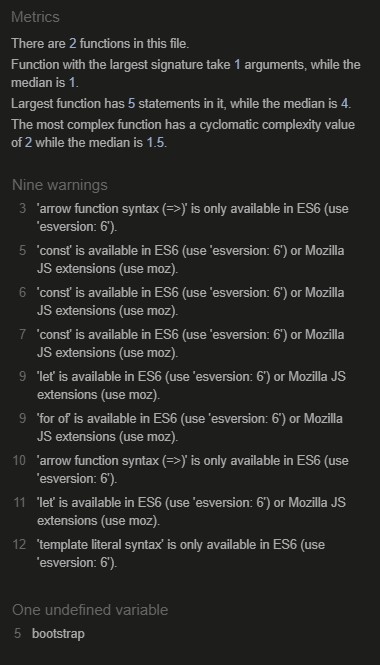 Metrics
There are 2 functions in this file.
Function with the largest signature take 1 arguments, while the
median is 1.
Largest function has 5 statements in it, while the median is 4.
The most complex function has a cyclomatic complexity value
of 2 while the median is 1.5.
Nine warnings
3 'arrow function syntax (=>)' is only available in ES6 (use
'esversion: 6').
5 'const' is available in ES6 (use 'esversion: 6') or Mozilla
JS extensions (use moz).
6 'const' is available in ES6 (use 'esversion: 6') or Mozilla
JS extensions (use moz).
7 'const' is available in ES6 (use 'esversion: 6') or Mozilla
JS extensions (use moz).
9 'let' is available in ES6 (use 'esversion: 6') or Mozilla JS
extensions (use moz).
9 'for of' is available in ES6 (use 'esversion: 6') or Mozilla
JS extensions (use moz).
10 'arrow function syntax (=>)' is only available in ES6 (use
'esversion: 6').
11 'let' is available in ES6 (use 'esversion: 6') or Mozilla JS
extensions (use moz).
12 'template literal syntax' is only available in ES6 (use
'esversion: 6').
One undefined variable
5 bootstrap